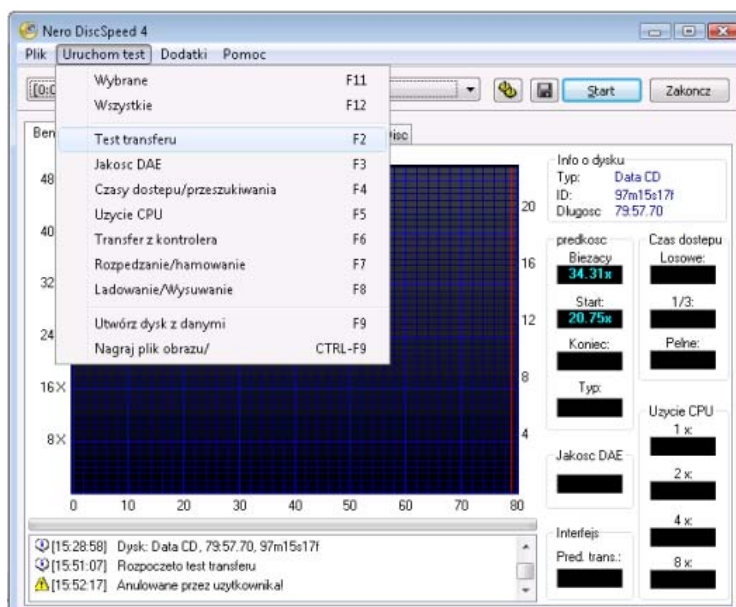 Nero DiscSpeed 4
Plik Uruchom test Dodatki Pomoc
Wybrane F11
Wszystkie F12
Test transferu F2
Jakosc DAE F3
Czasy dostepu/przeszukiwania F4
Uzycie CPU F5
Transfer z kontrolera F6
Rozpedzanie/hamowanie F7
Ladowanie/Wysuwanie F8
Utwórz dysk z danymi F9
Nagraj plik obrazu/ CTRL-F9
Start Zakoncz
Info o dysku
Typ: Data CD
ID: 97m15s17f
Dlugosc 79:57.70
predkosc
Biezacy
34.31x
Start:
20.75x
Koniec:
Typ:
Czas dostepu
Losowe:
1/3:
Pelne:
Uzycie CPU
1 x:
2 x:
4 x:
8 x:
Jakosc DAE
Interfejs
Pred. trans.:
48
40
32
24
16 X
8 X
20
16
12
8
4
0 10 20 30 40 50 60 70 80
[15:28:58] Dysk: Data CD, 79:57.70, 97m15s17f
[15:51:07] Rozpoczeto test transferu
[15:52:17] Anulowane przez uzytkownika!